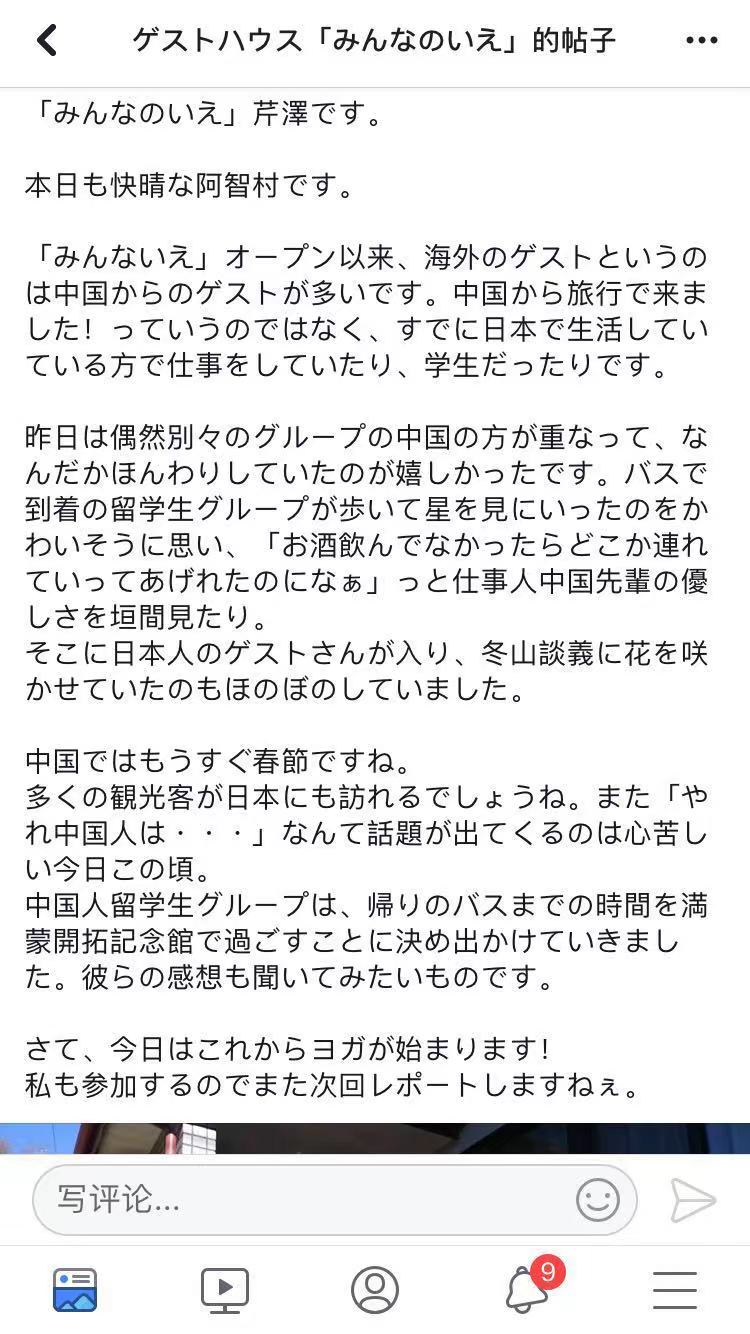 ゲストハウス「みんなのいえ」的帖子
「みんなのいえ」芹澤です。
本日も快晴な阿智村です。
「みんないえ」オープン以来、海外のゲストというの
は中国からのゲストが多いです。中国から旅行で来ま
した！っていうのではなく、すでに日本で生活してい
ている方で仕事をしていたり、学生だったりです。
昨日は偶然別々のグループの中国の方が重なって、な
んだかほんわりしていたのが嬉しかったです。バスで
到着の留学生グループが歩いて星を見にいったのをか
わいそうに思い、「お酒飲んでなかったらどこか連れ
ていってあげれたのになぁ」っと仕事人中国先輩の優
しさを垣間見たり。
そこに日本人のゲストさんが入り、冬山談義に花を咲
かせていたのもほのぼのしていました。
中国ではもうすぐ春節ですね。
多くの観光客が日本にも訪れるでしょうね。また「や
れ中国人は・・・」なんて話題が出てくるのは心苦し
い今日この頃。
中国人留学生グループは、帰りのバスまでの時間を満
蒙開拓記念館で過ごすことに決め出かけていきまし
た。彼らの感想も聞いてみたいものです。
さて、今日はこれからヨガが始まります！
私も参加するのでまた次回レポートしますねぇ。
写评论...
9